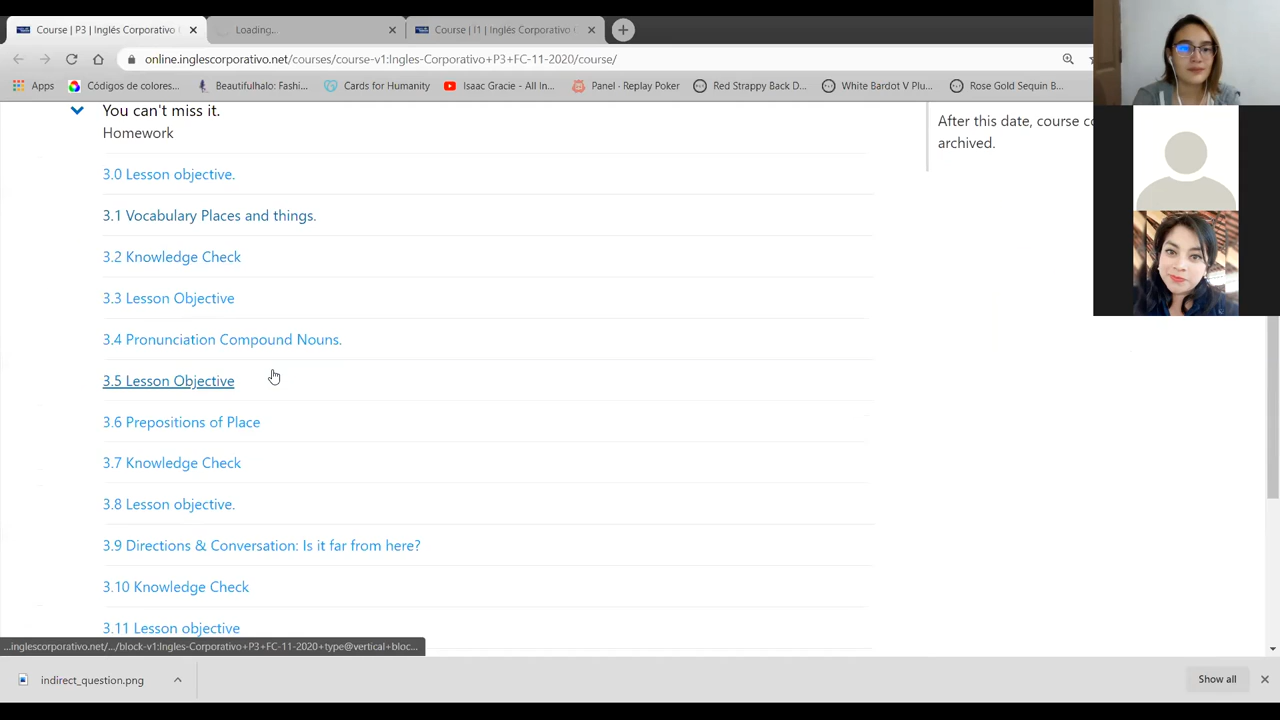 Course | P3 | Inglés Corporativo
Loading..
Course | I1 | Inglés Corporativo
online.inglescorporativo.net/courses/course-v1:Ingles-Corporativo+P3+FC-11-2020/course/
Apps
Códigos de colores...
Beautifulhalo: Fashi...
Cards for Humanity
Isaac Gracie - All In...
Panel · Replay Poker
Red Strappy Back D...
White Bardot V Plu...
Rose Gold Sequin B...
You can't miss it.
Homework
3.0 Lesson objective.
3.1 Vocabulary Places and things.
3.2 Knowledge Check
3.3 Lesson Objective
3.4 Pronunciation Compound Nouns.
3.5 Lesson Objective
3.6 Prepositions of Place
3.7 Knowledge Check
3.8 Lesson objective.
3.9 Directions & Conversation: Is it far from here?
3.10 Knowledge Check
3.11 Lesson objective
After this date, course co
archived.
...inglescorporativo.net/.../block-v1:Ingles-Corporativo+P3+FC-11-2020+type@vertical+bloc...
indirect_question.png
Show all